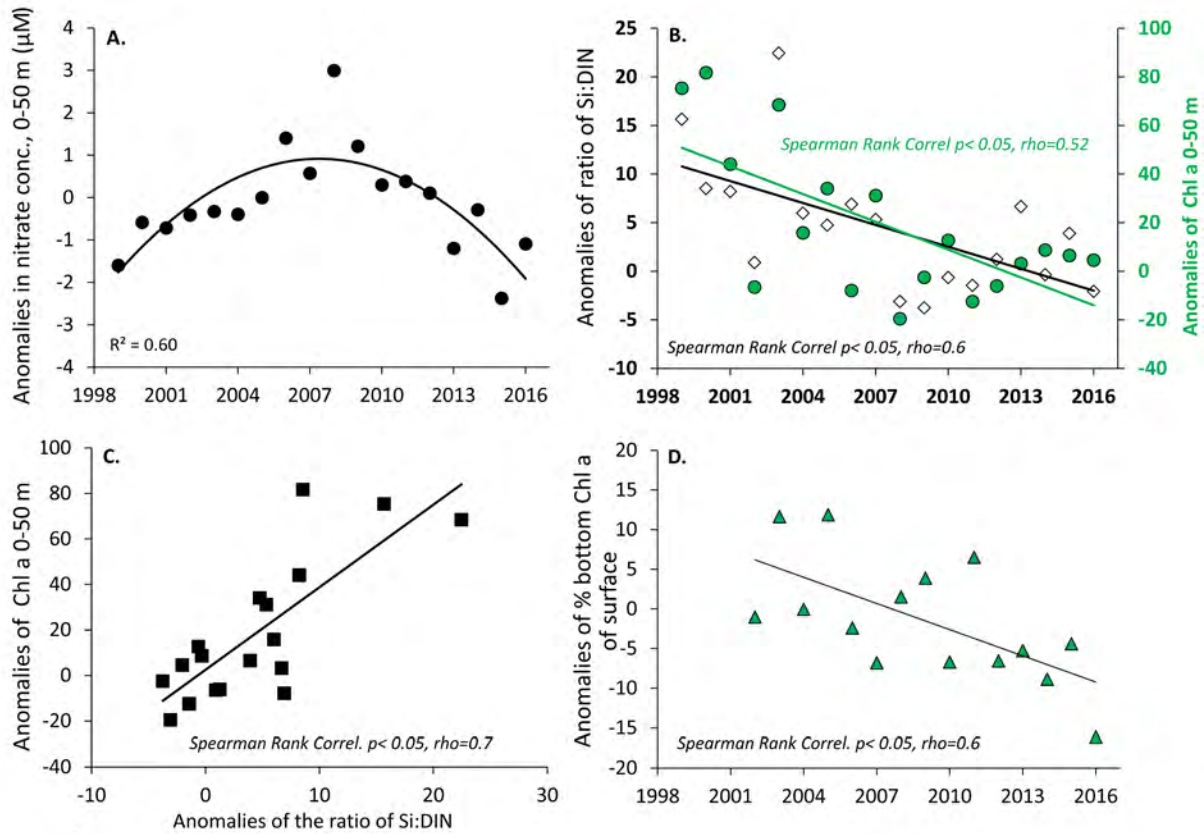 A.
Anomalies in nitrate conc., 0-50 m (µM)
4
3
2
1
0
-1
-2
-3
-4
R² = 0.60
1998 2001 2004 2007 2010 2013 2016
B.
Anomalies of ratio of Si:DIN
25
20
15
10
5
0
-5
-10
Spearman Rank Correl p< 0.05, rho=0.52
Spearman Rank Correl p< 0.05, rho=0.6
100
80
60
40
20
0
-20
-40
Anomalies of Chl a 0-50 m
1998 2001 2004 2007 2010 2013 2016
C.
Anomalies of Chl a 0-50 m
100
80
60
40
20
0
-20
-40
Spearman Rank Correl. p< 0.05, rho=0.7
-10 0 10 20 30
Anomalies of the ratio of Si:DIN
D.
Anomalies of % bottom Chl a
of surface
20
15
10
5
0
-5
-10
-15
-20
Spearman Rank Correl. p< 0.05, rho=0.6
1998 2001 2004 2007 2010 2013 2016